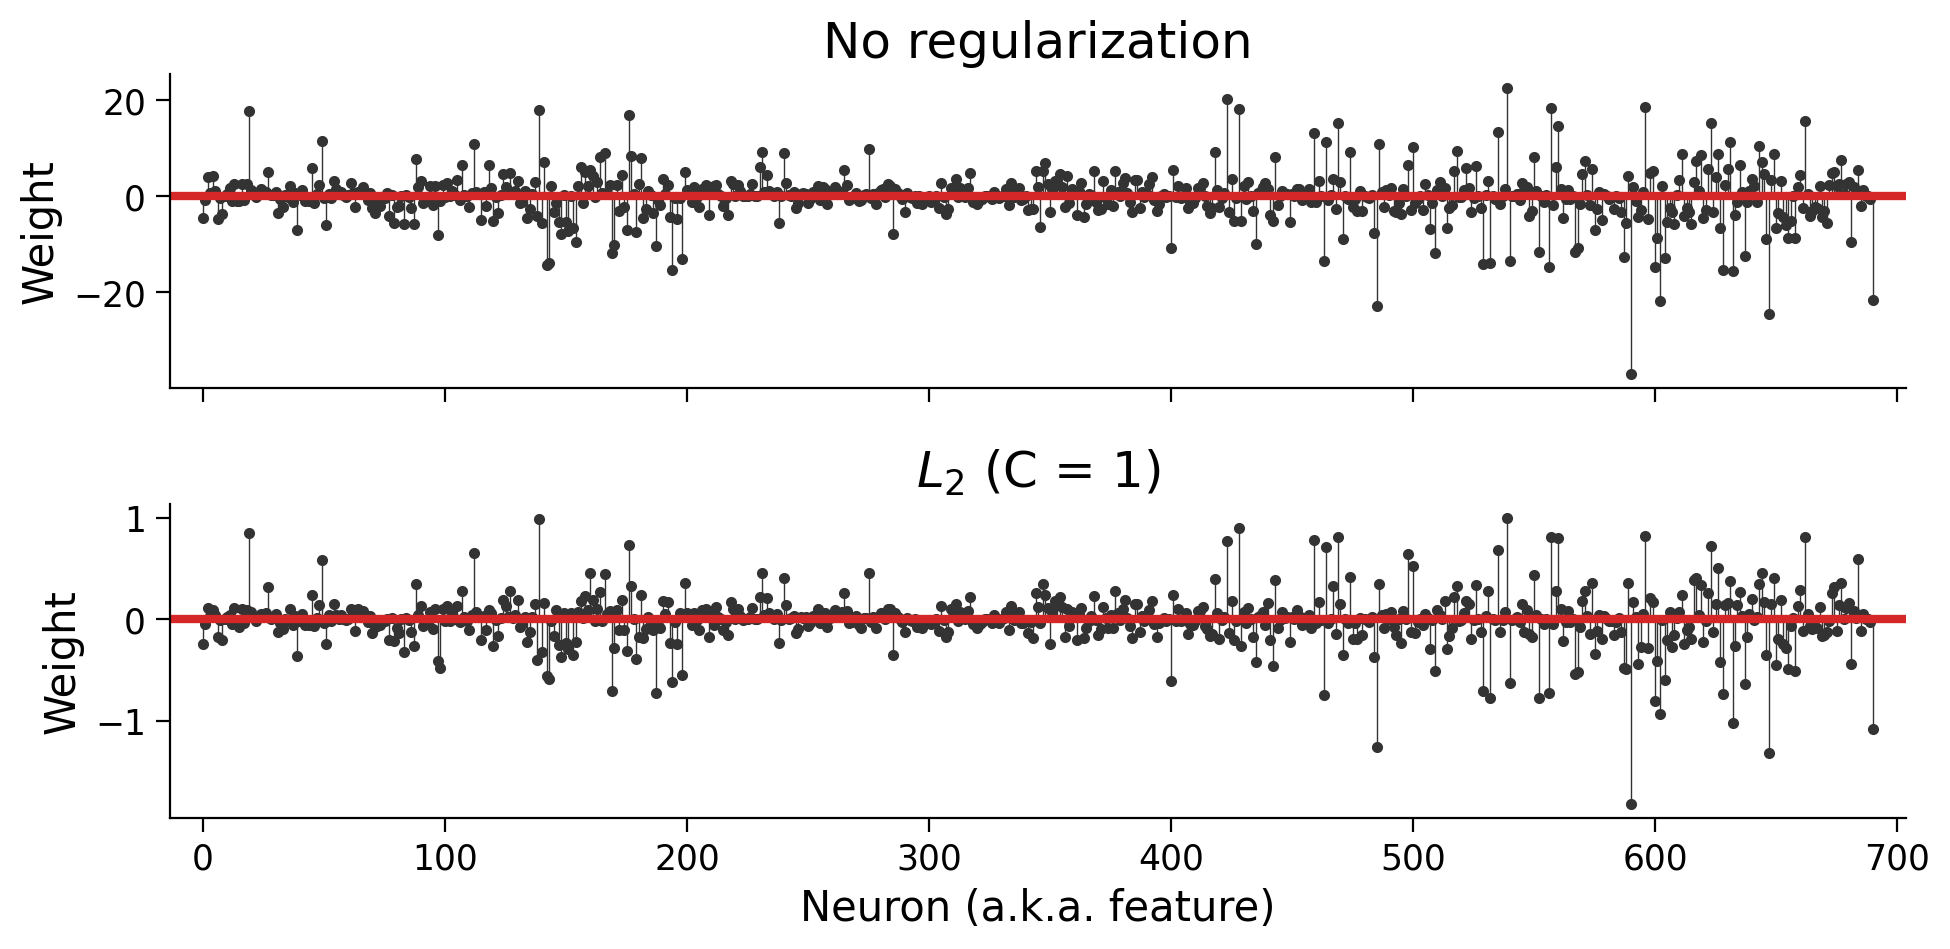 No regularization
Weight
20
0
−20
L₂ (C = 1)
Weight
1
0
−1
0 100 200 300 400 500 600 700
Neuron (a.k.a. feature)